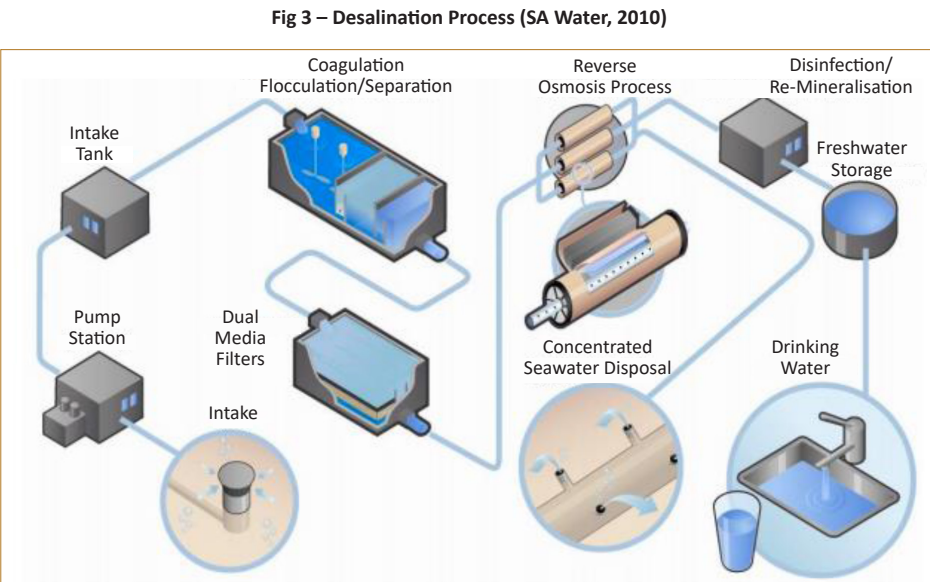 Fig 3 – Desalination Process (SA Water, 2010)
Coagulation
Flocculation/Separation
Reverse
Osmosis Process
Disinfection/
Re-Mineralisation
Intake
Tank
Freshwater
Storage
Pump
Station
Dual
Media
Filters
Concentrated
Seawater Disposal
Drinking
Water
Intake